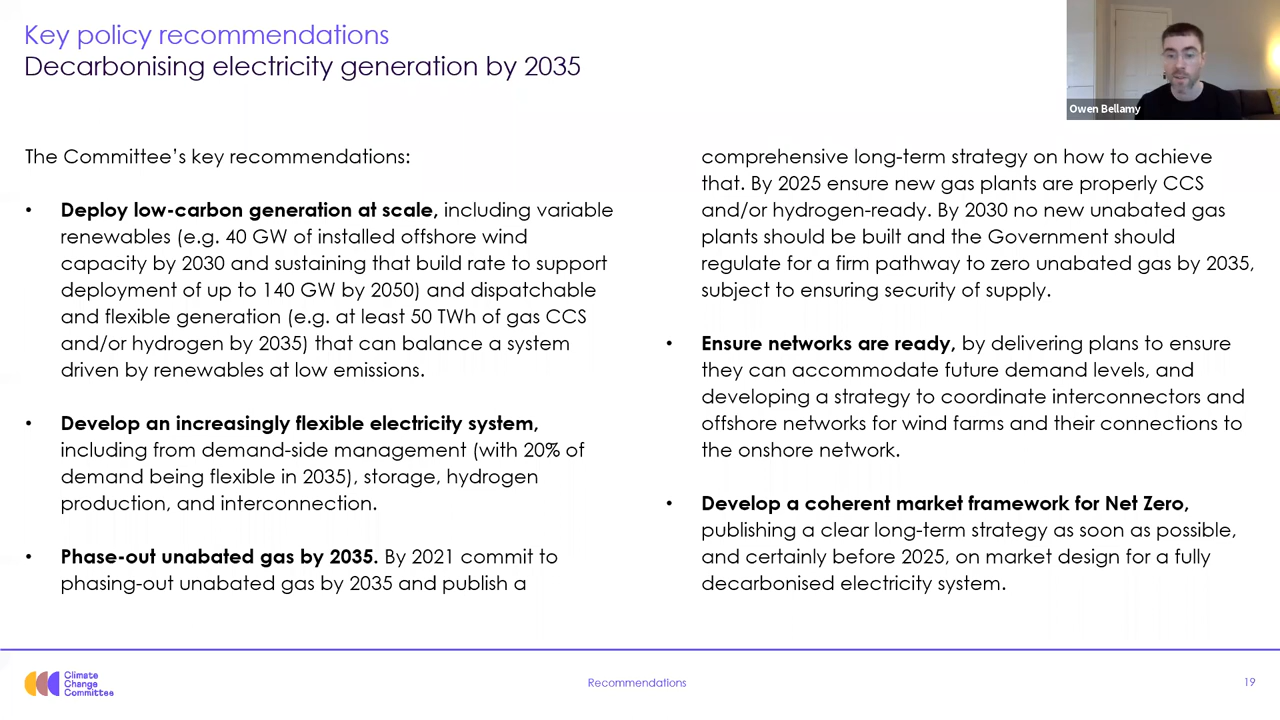 Key policy recommendations
Decarbonising electricity generation by 2035
Owen Bellamy
The Committee’s key recommendations:
• Deploy low-carbon generation at scale, including variable
renewables (e.g. 40 GW of installed offshore wind
capacity by 2030 and sustaining that build rate to support
deployment of up to 140 GW by 2050) and dispatchable
and flexible generation (e.g. at least 50 TWh of gas CCS
and/or hydrogen by 2035) that can balance a system
driven by renewables at low emissions.
• Develop an increasingly flexible electricity system,
including from demand-side management (with 20% of
demand being flexible in 2035), storage, hydrogen
production, and interconnection.
• Phase-out unabated gas by 2035. By 2021 commit to
phasing-out unabated gas by 2035 and publish a
comprehensive long-term strategy on how to achieve
that. By 2025 ensure new gas plants are properly CCS
and/or hydrogen-ready. By 2030 no new unabated gas
plants should be built and the Government should
regulate for a firm pathway to zero unabated gas by 2035,
subject to ensuring security of supply.
• Ensure networks are ready, by delivering plans to ensure
they can accommodate future demand levels, and
developing a strategy to coordinate interconnectors and
offshore networks for wind farms and their connections to
the onshore network.
• Develop a coherent market framework for Net Zero,
publishing a clear long-term strategy as soon as possible,
and certainly before 2025, on market design for a fully
decarbonised electricity system.
Climate
Change
Committee
Recommendations
19